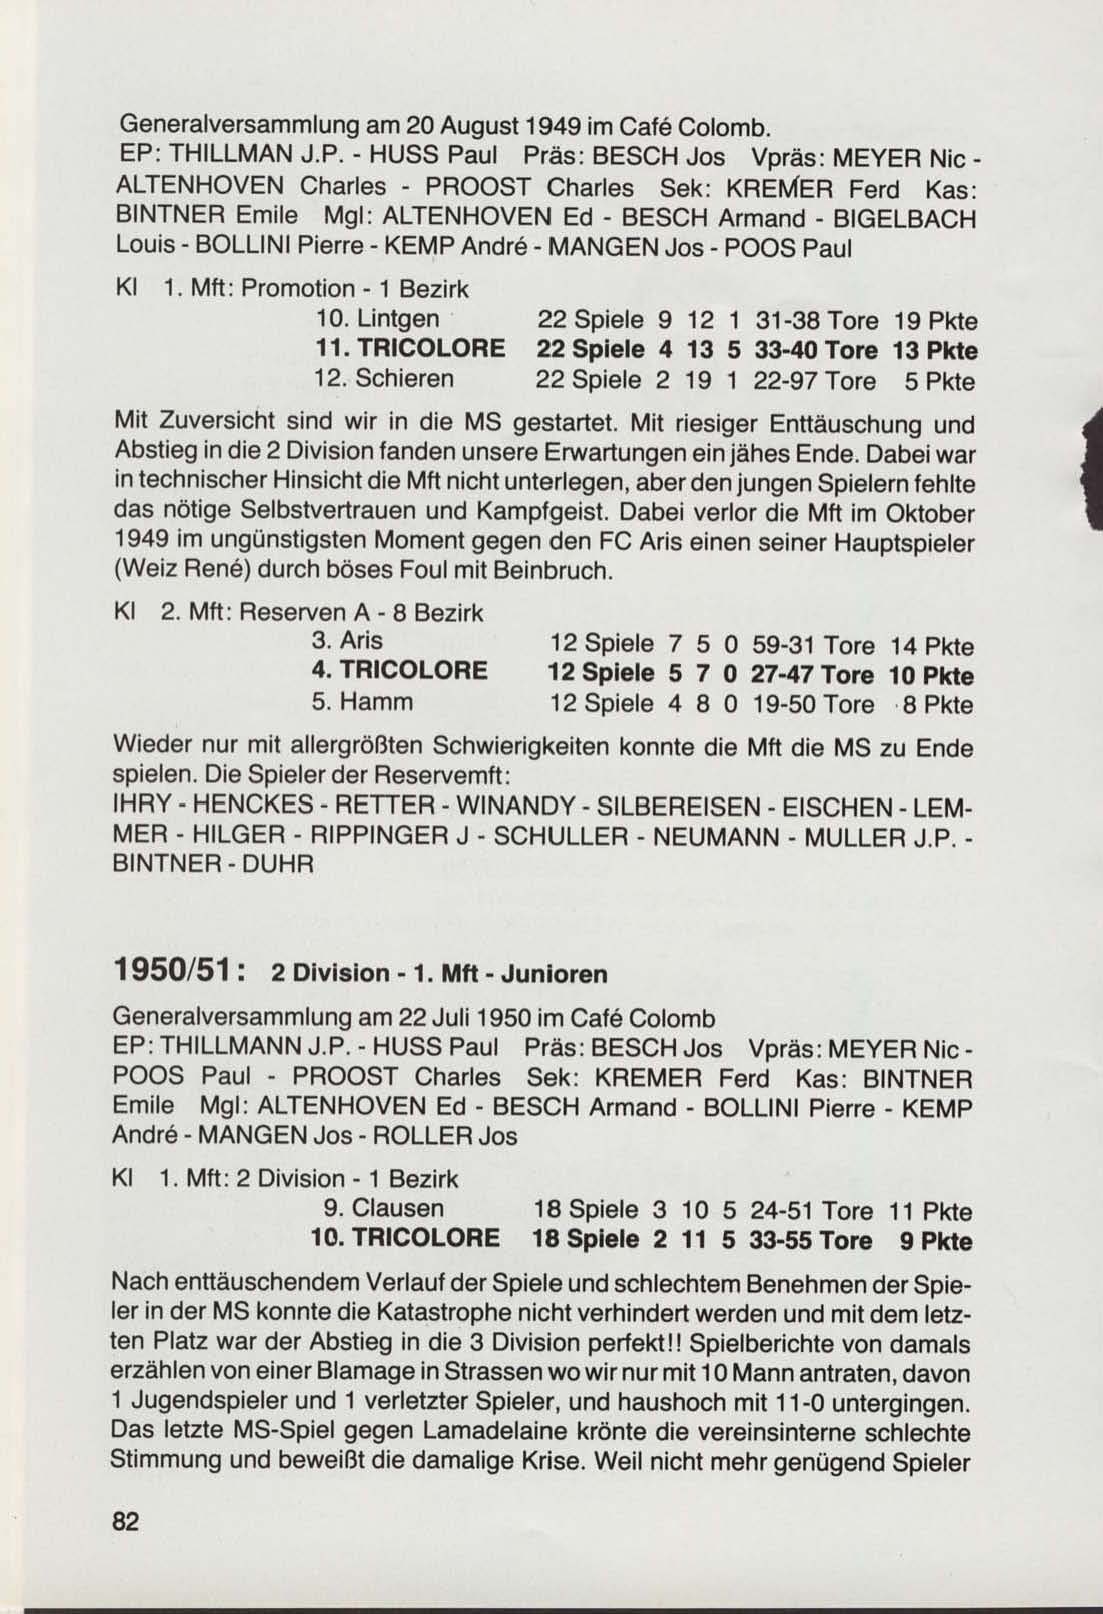 Generalversammlung am 20 August 1949 im Café Colomb.
EP: THILLMAN J.P. - HUSS Paul Präs: BESCH Jos Vpräs: MEYER Nic -
ALTENHOVEN Charles - PROOST Charles Sek: KREMER Ferd Kas:
BINTNER Emile Mgl: ALTENHOVEN Ed - BESCH Armand - BIGELBACH
Louis - BOLLINI Pierre - KEMP André - MANGEN Jos - POOS Paul
Kl 1. Mft: Promotion - 1 Bezirk
10. Lintgen 22 Spiele 9 12 1 31-38 Tore 19 Pkte
11. TRICOLORE 22 Spiele 4 13 5 33-40 Tore 13 Pkte
12. Schieren 22 Spiele 2 19 1 22-97 Tore 5 Pkte
Mit Zuversicht sind wir in die MS gestartet. Mit riesiger Enttäuschung und
Abstieg in die 2 Division fanden unsere Erwartungen ein jähes Ende. Dabei war
in technischer Hinsicht die Mft nicht unterlegen, aber den jungen Spielern fehlte
das nötige Selbstvertrauen und Kampfgeist. Dabei verlor die Mft im Oktober
1949 im ungünstigsten Moment gegen den FC Aris einen seiner Hauptspieler
(Weiz René) durch böses Foul mit Beinbruch.
Kl 2. Mft: Reserven A - 8 Bezirk
3. Aris 12 Spiele 7 5 0 59-31 Tore 14 Pkte
4. TRICOLORE 12 Spiele 5 7 0 27-47 Tore 10 Pkte
5. Hamm 12 Spiele 4 8 0 19-50 Tore 8 Pkte
Wieder nur mit allergrößten Schwierigkeiten konnte die Mft die MS zu Ende
spielen. Die Spieler der Reservemft:
IHRY - HENCKES - RETTER - WINANDY - SILBEREISEN - EISCHEN - LEM-
MER - HILGER - RIPPINGER J - SCHULLER - NEUMANN - MULLER J.P. -
BINTNER - DUHR
1950/51: 2 Division - 1. Mft - Junioren
Generalversammlung am 22 Juli 1950 im Café Colomb
EP: THILLMANN J.P. - HUSS Paul Präs: BESCH Jos Vpräs: MEYER Nic -
POOS Paul - PROOST Charles Sek: KREMER Ferd Kas: BINTNER
Emile Mgl: ALTENHOVEN Ed - BESCH Armand - BOLLINI Pierre - KEMP
André - MANGEN Jos - ROLLER Jos
Kl 1. Mft: 2 Division - 1 Bezirk
9. Clausen 18 Spiele 3 10 5 24-51 Tore 11 Pkte
10. TRICOLORE 18 Spiele 2 11 5 33-55 Tore 9 Pkte
Nach enttäuschendem Verlauf der Spiele und schlechtem Benehmen der Spie-
ler in der MS konnte die Katastrophe nicht verhindert werden und mit dem letz-
ten Platz war der Abstieg in die 3 Division perfekt!! Spielberichte von damals
erzählen von einer Blamage in Strassen wo wir nur mit 10 Mann antraten, davon
1 Jugendspieler und 1 verletzter Spieler, und haushoch mit 11-0 untergingen.
Das letzte MS-Spiel gegen Lamadelaine krönte die vereinsinterne schlechte
Stimmung und beweißt die damalige Krise. Weil nicht mehr genügend Spieler
82